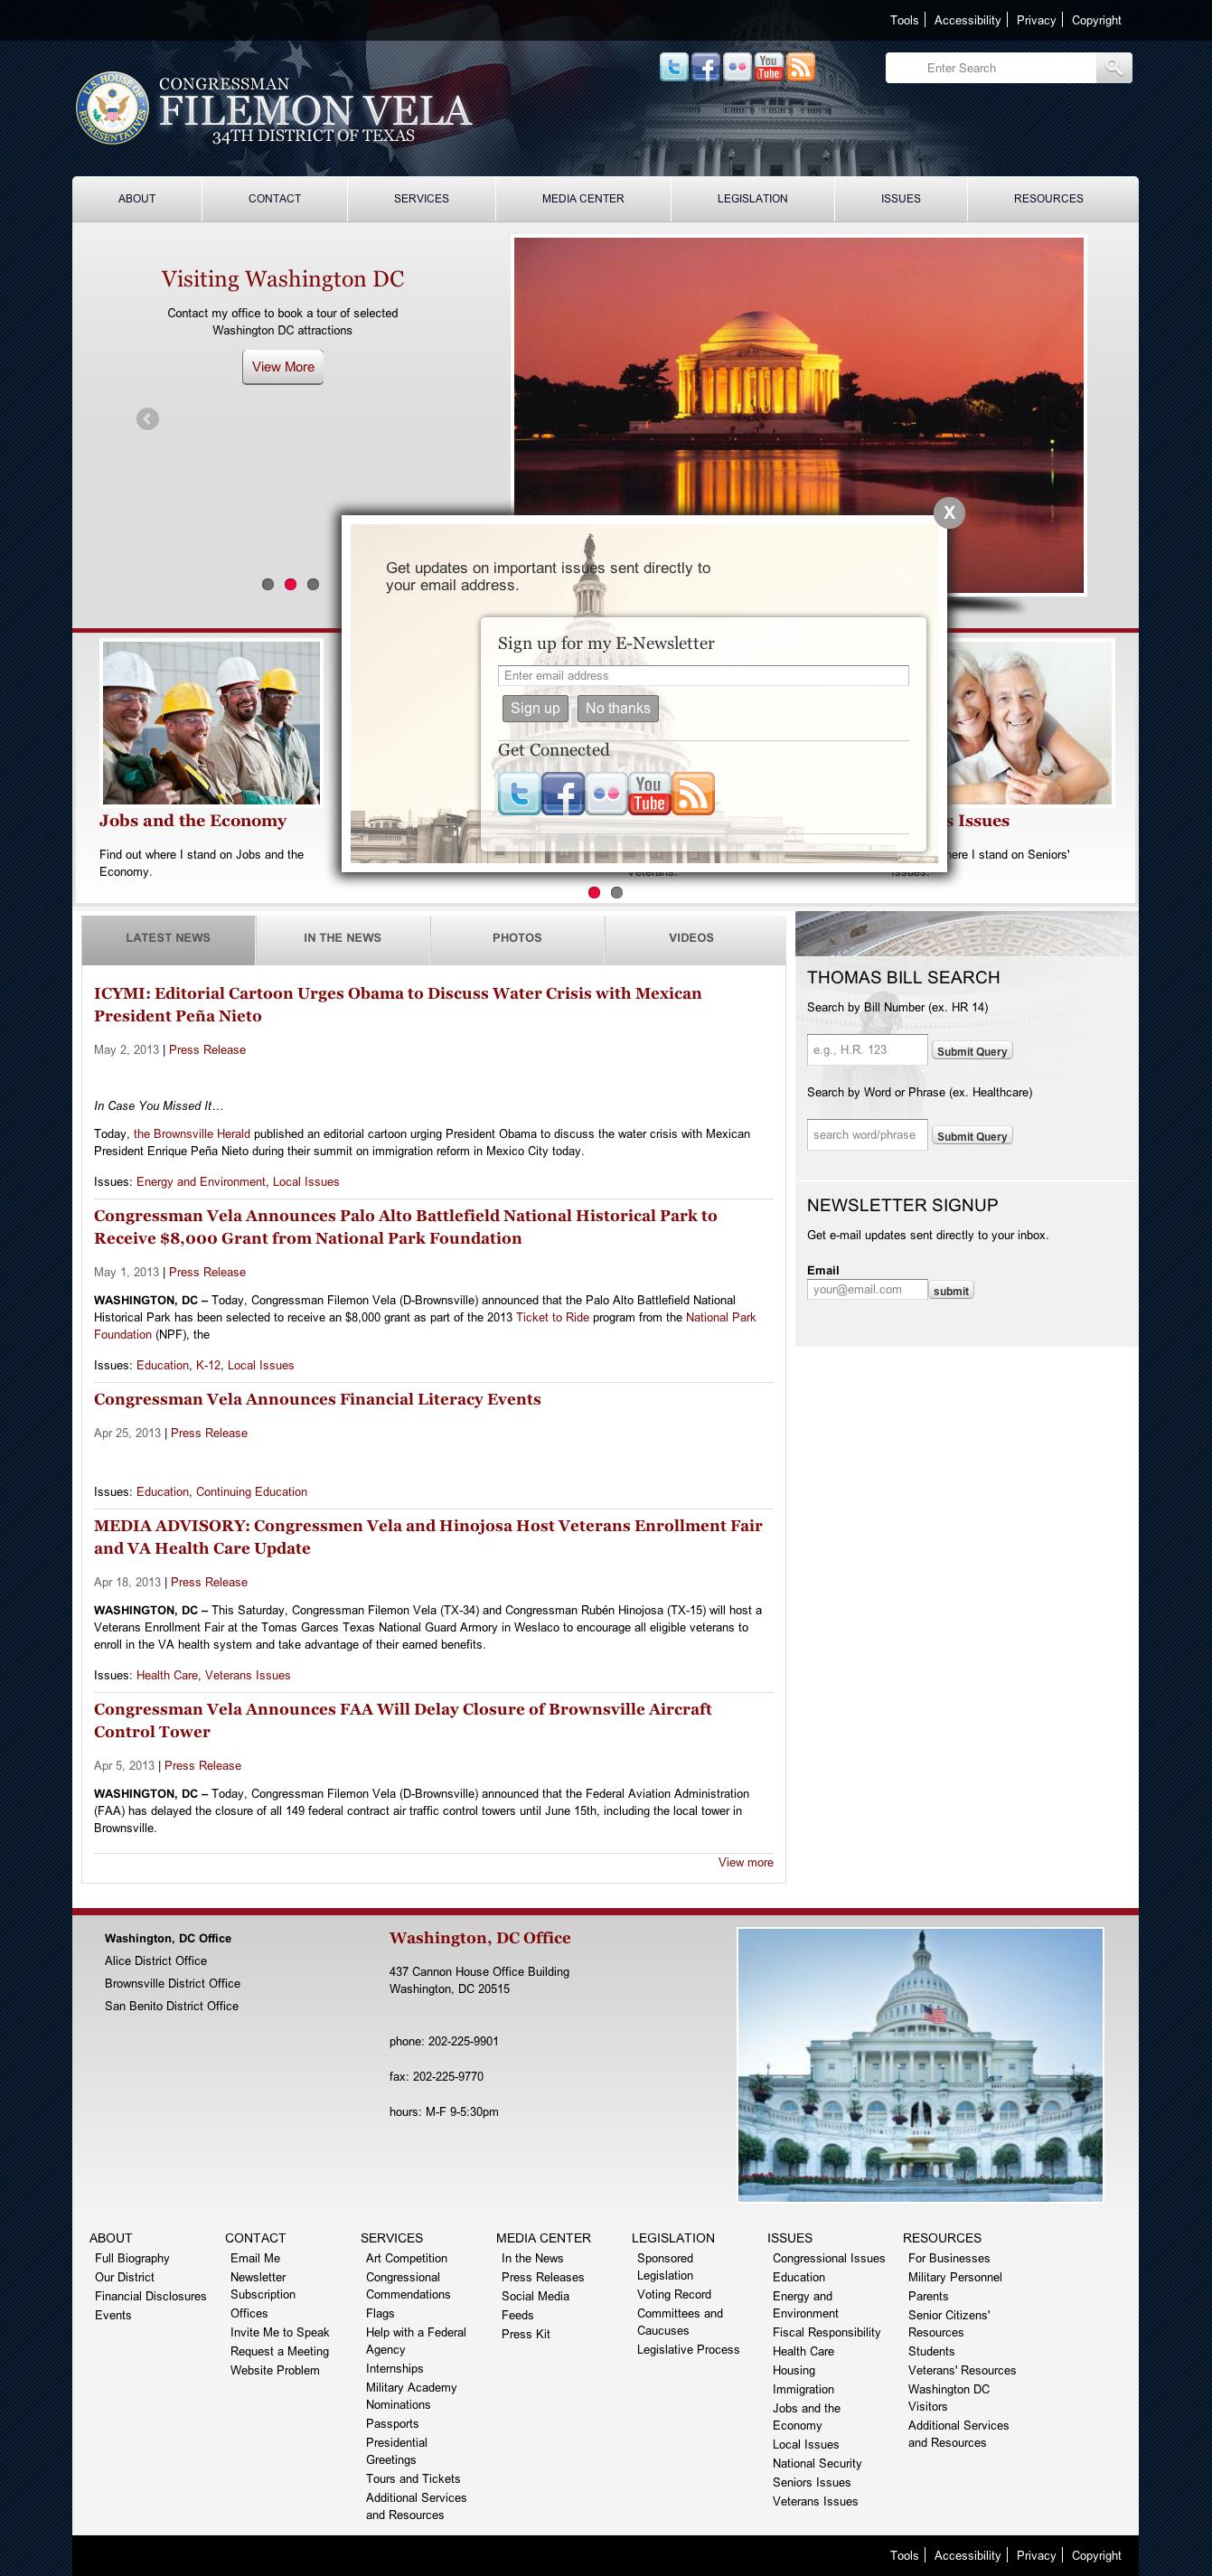 Tools Accessibility Privacy Copyright
Enter Search
CONGRESSMAN
FILEMON VELA
34TH DISTRICT OF TEXAS
U.S. HOUSE OF REPRESENTATIVES
You Tube
ABOUT CONTACT SERVICES MEDIA CENTER LEGISLATION ISSUES RESOURCES
Visiting Washington DC
Contact my office to book a tour of selected
Washington DC attractions
View More
X
Get updates on important issues sent directly to
your email address.
Sign up for my E-Newsletter
Enter email address
Sign up No thanks
Get Connected
You Tube
Jobs and the Economy
Find out where I stand on Jobs and the
Economy.
Veterans.
s Issues
here I stand on Seniors'
Issues.
LATEST NEWS IN THE NEWS PHOTOS VIDEOS
ICYMI: Editorial Cartoon Urges Obama to Discuss Water Crisis with Mexican
President Peña Nieto
May 2, 2013 | Press Release
In Case You Missed It…
Today, the Brownsville Herald published an editorial cartoon urging President Obama to discuss the water crisis with Mexican
President Enrique Peña Nieto during their summit on immigration reform in Mexico City today.
Issues: Energy and Environment, Local Issues
Congressman Vela Announces Palo Alto Battlefield National Historical Park to
Receive $8,000 Grant from National Park Foundation
May 1, 2013 | Press Release
WASHINGTON, DC – Today, Congressman Filemon Vela (D-Brownsville) announced that the Palo Alto Battlefield National
Historical Park has been selected to receive an $8,000 grant as part of the 2013 Ticket to Ride program from the National Park
Foundation (NPF), the
Issues: Education, K-12, Local Issues
Congressman Vela Announces Financial Literacy Events
Apr 25, 2013 | Press Release
Issues: Education, Continuing Education
MEDIA ADVISORY: Congressmen Vela and Hinojosa Host Veterans Enrollment Fair
and VA Health Care Update
Apr 18, 2013 | Press Release
WASHINGTON, DC – This Saturday, Congressman Filemon Vela (TX-34) and Congressman Rubén Hinojosa (TX-15) will host a
Veterans Enrollment Fair at the Tomas Garces Texas National Guard Armory in Weslaco to encourage all eligible veterans to
enroll in the VA health system and take advantage of their earned benefits.
Issues: Health Care, Veterans Issues
Congressman Vela Announces FAA Will Delay Closure of Brownsville Aircraft
Control Tower
Apr 5, 2013 | Press Release
WASHINGTON, DC – Today, Congressman Filemon Vela (D-Brownsville) announced that the Federal Aviation Administration
(FAA) has delayed the closure of all 149 federal contract air traffic control towers until June 15th, including the local tower in
Brownsville.
View more
THOMAS BILL SEARCH
Search by Bill Number (ex. HR 14)
e.g., H.R. 123 Submit Query
Search by Word or Phrase (ex. Healthcare)
search word/phrase Submit Query
NEWSLETTER SIGNUP
Get e-mail updates sent directly to your inbox.
Email
your@email.com submit
Washington, DC Office
Alice District Office
Brownsville District Office
San Benito District Office
Washington, DC Office
437 Cannon House Office Building
Washington, DC 20515
phone: 202-225-9901
fax: 202-225-9770
hours: M-F 9-5:30pm
ABOUT
Full Biography
Our District
Financial Disclosures
Events
CONTACT
Email Me
Newsletter
Subscription
Offices
Invite Me to Speak
Request a Meeting
Website Problem
SERVICES
Art Competition
Congressional
Commendations
Flags
Help with a Federal
Agency
Internships
Military Academy
Nominations
Passports
Presidential
Greetings
Tours and Tickets
Additional Services
and Resources
MEDIA CENTER
In the News
Press Releases
Social Media
Feeds
Press Kit
LEGISLATION
Sponsored
Legislation
Voting Record
Committees and
Caucuses
Legislative Process
ISSUES
Congressional Issues
Education
Energy and
Environment
Fiscal Responsibility
Health Care
Housing
Immigration
Jobs and the
Economy
Local Issues
National Security
Seniors Issues
Veterans Issues
RESOURCES
For Businesses
Military Personnel
Parents
Senior Citizens'
Resources
Students
Veterans' Resources
Washington DC
Visitors
Additional Services
and Resources
Tools Accessibility Privacy Copyright